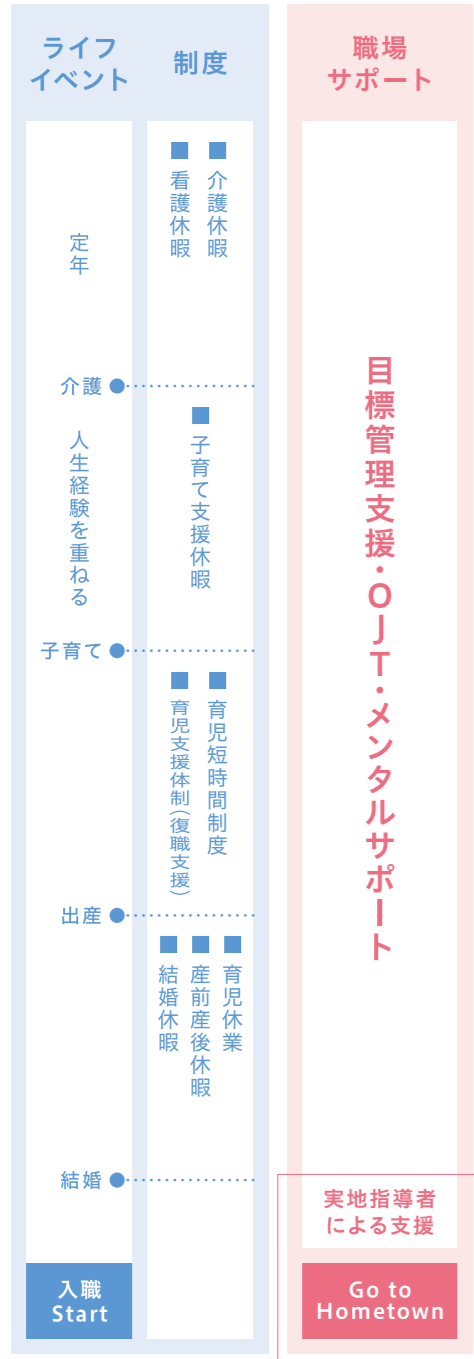 ライフ
イベント
制度
職場
サポート
■ 介護休暇
■ 看護休暇
定年
介護
■ 子育て支援休暇
人生経験を重ねる
子育て
■ 育児短時間制度
■ 育児支援体制（復職支援）
出産
■ 育児休業
■ 産前産後休暇
■ 結婚休暇
結婚
入職
Start
目標管理支援・OJT・メンタルサポート
実地指導者
による支援
Go to
Hometown